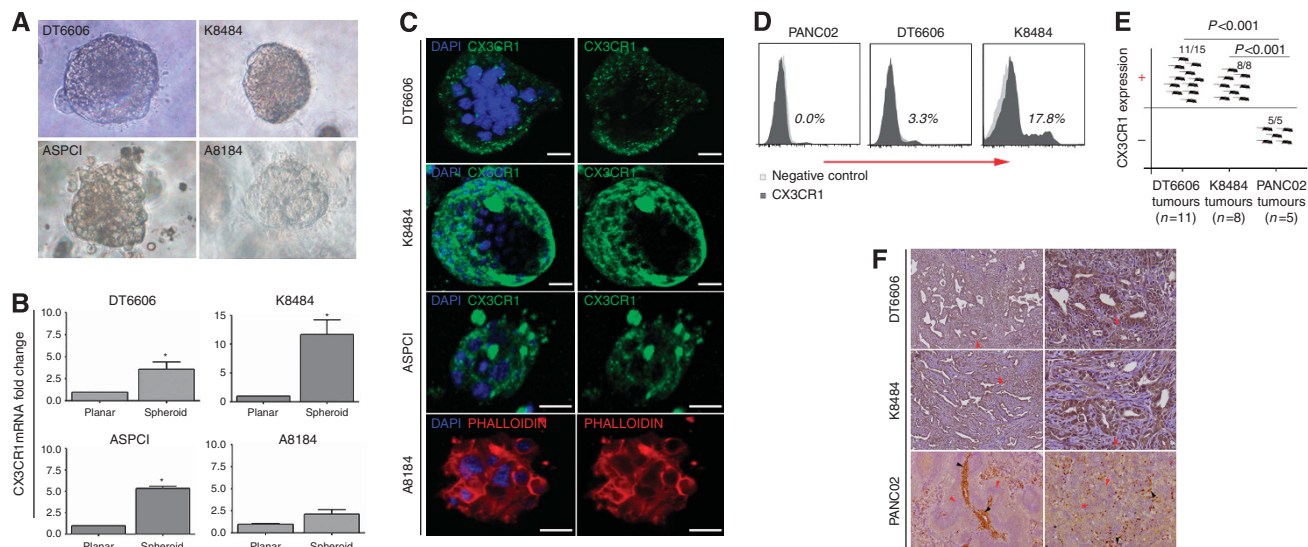 A
DT6606
K8484
ASPCI
A8184
B
CX3CR1 mRNA fold change
DT6606
10.0
7.5
5.0
2.5
0.0
*
Planar
Spheroid
K8484
15
10
5
0
*
Planar
Spheroid
ASPCI
10.0
7.5
5.0
2.5
0.0
*
Planar
Spheroid
A8184
10.0
7.5
5.0
2.5
0.0
Planar
Spheroid
C
DT6606
DAPI CX3CR1
CX3CR1
K8484
DAPI CX3CR1
CX3CR1
ASPCI
DAPI CX3CR1
CX3CR1
A8184
DAPI PHALLOIDIN
PHALLOIDIN
D
PANC02
DT6606
K8484
0.0%
3.3%
17.8%
Negative control
CX3CR1
E
CX3CR1 expression
+
–
P<0.001
P<0.001
11/15
8/8
5/5
DT6606
tumours
(n=11)
K8484
tumours
(n=8)
PANC02
tumours
(n=5)
F
DT6606
K8484
PANC02